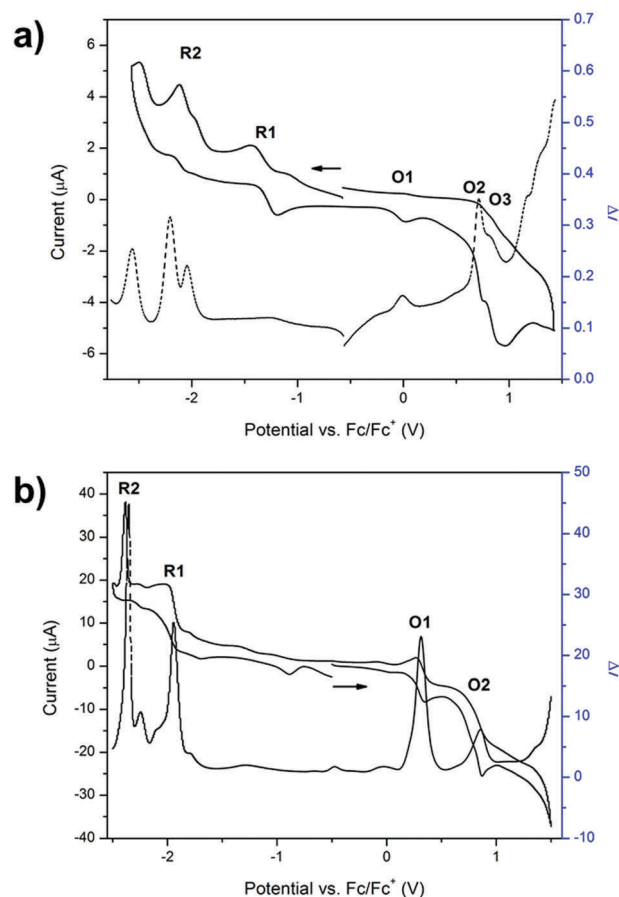 a)
R2
R1
O1
O2
O3
6
4
2
0
-2
-4
-6
Current (µA)
0.7
0.6
0.5
0.4
0.3
0.2
0.1
0.0
ΔI
-2
-1
0
1
Potential vs. Fc/Fc⁺ (V)
b)
R2
R1
O1
O2
40
30
20
10
0
-10
-20
-30
-40
Current (µA)
50
40
30
20
10
0
-10
ΔI
-2
-1
0
1
Potential vs. Fc/Fc⁺ (V)